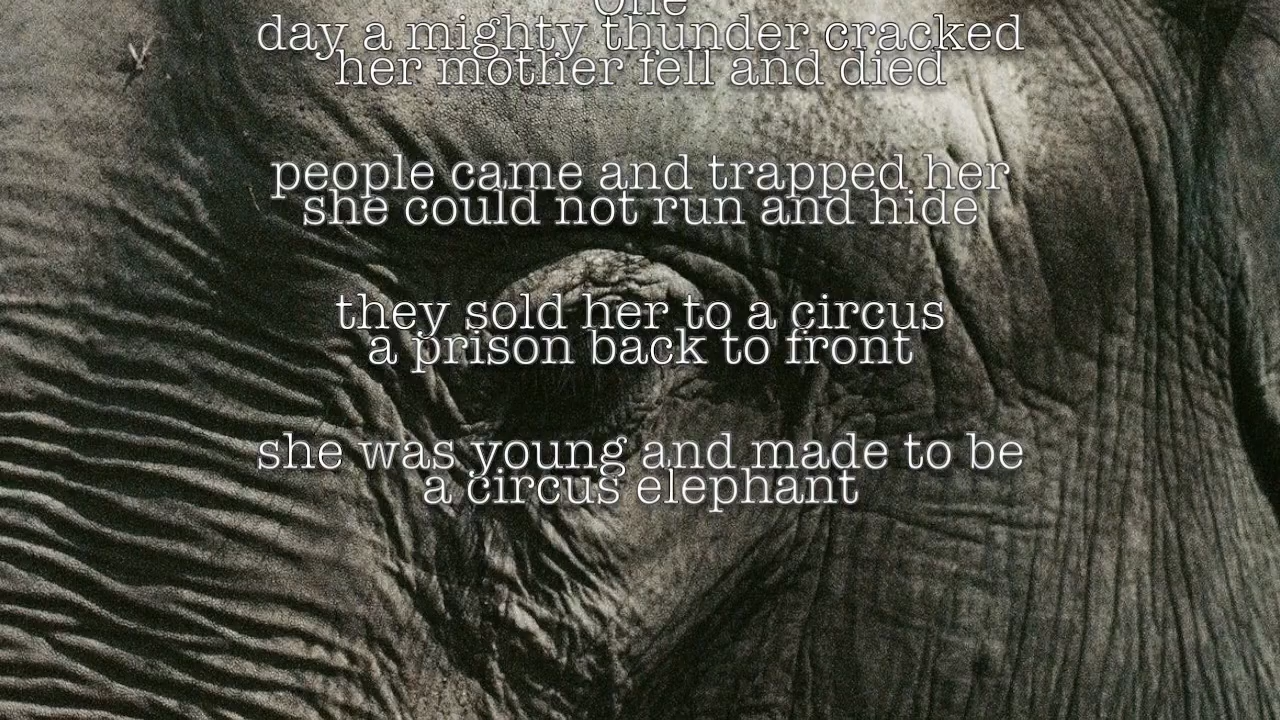 One
day a mighty thunder cracked
her mother fell and died
people came and trapped her
she could not run and hide
they sold her to a circus
a prison back to front
she was young and made to be
a circus elephant